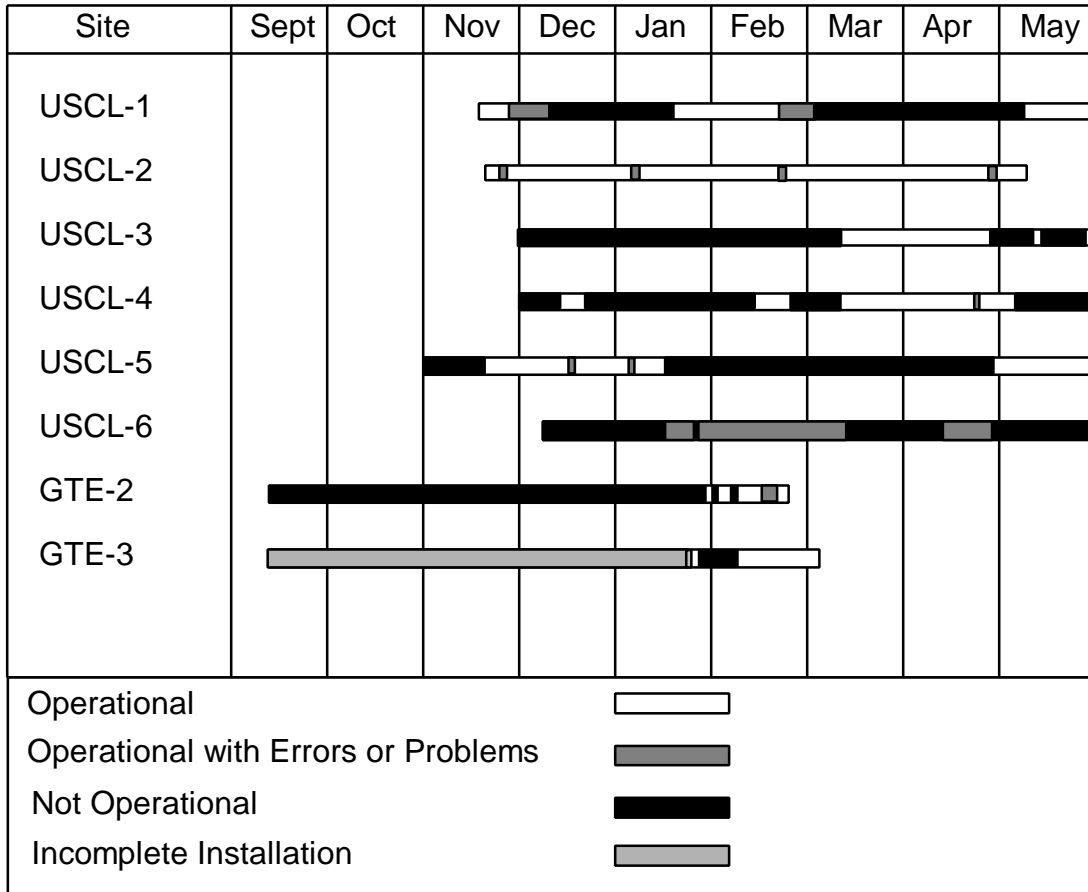 Site Sept Oct Nov Dec Jan Feb Mar Apr May
USCL-1
USCL-2
USCL-3
USCL-4
USCL-5
USCL-6
GTE-2
GTE-3
Operational
Operational with Errors or Problems
Not Operational
Incomplete Installation